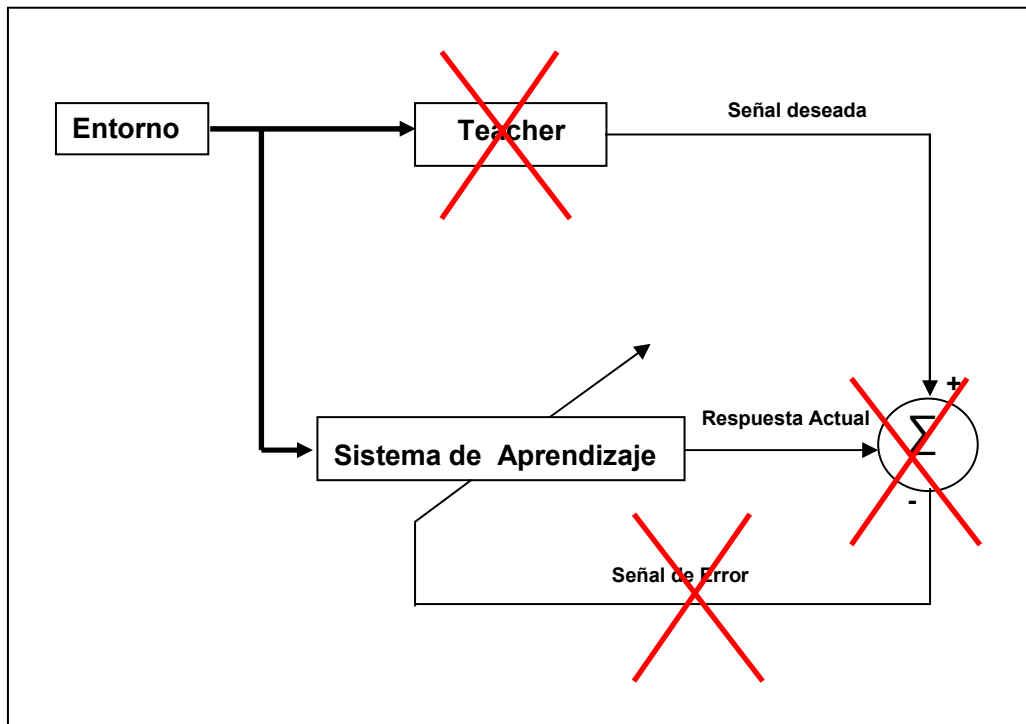 Entorno
Teacher
Señal deseada
+
Respuesta Actual
Σ
Sistema de Aprendizaje
-
Señal de Error